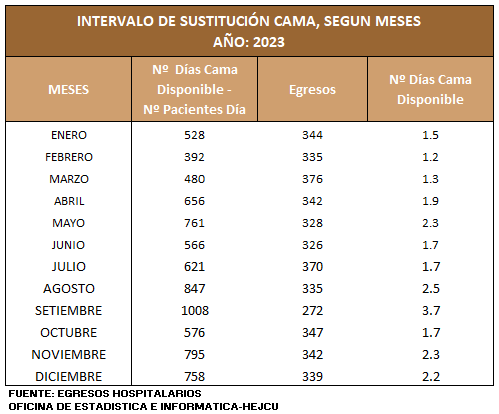 INTERVALO DE SUSTITUCIÓN CAMA, SEGUN MESES
AÑO: 2023
MESES
Nº Días Cama
Disponible -
Nº Pacientes Día
Egresos
Nº Días Cama
Disponible
ENERO 528 344 1.5
FEBRERO 392 335 1.2
MARZO 480 376 1.3
ABRIL 656 342 1.9
MAYO 761 328 2.3
JUNIO 566 326 1.7
JULIO 621 370 1.7
AGOSTO 847 335 2.5
SETIEMBRE 1008 272 3.7
OCTUBRE 576 347 1.7
NOVIEMBRE 795 342 2.3
DICIEMBRE 758 339 2.2
FUENTE: EGRESOS HOSPITALARIOS
OFICINA DE ESTADISTICA E INFORMATICA-HEJCU